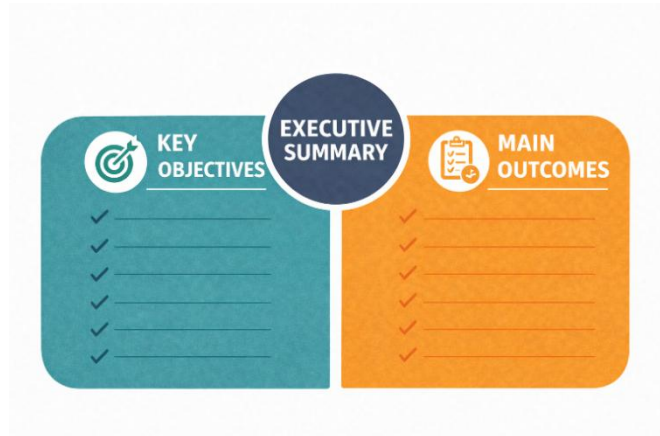 EXECUTIVE
SUMMARY
KEY
OBJECTIVES
MAIN
OUTCOMES